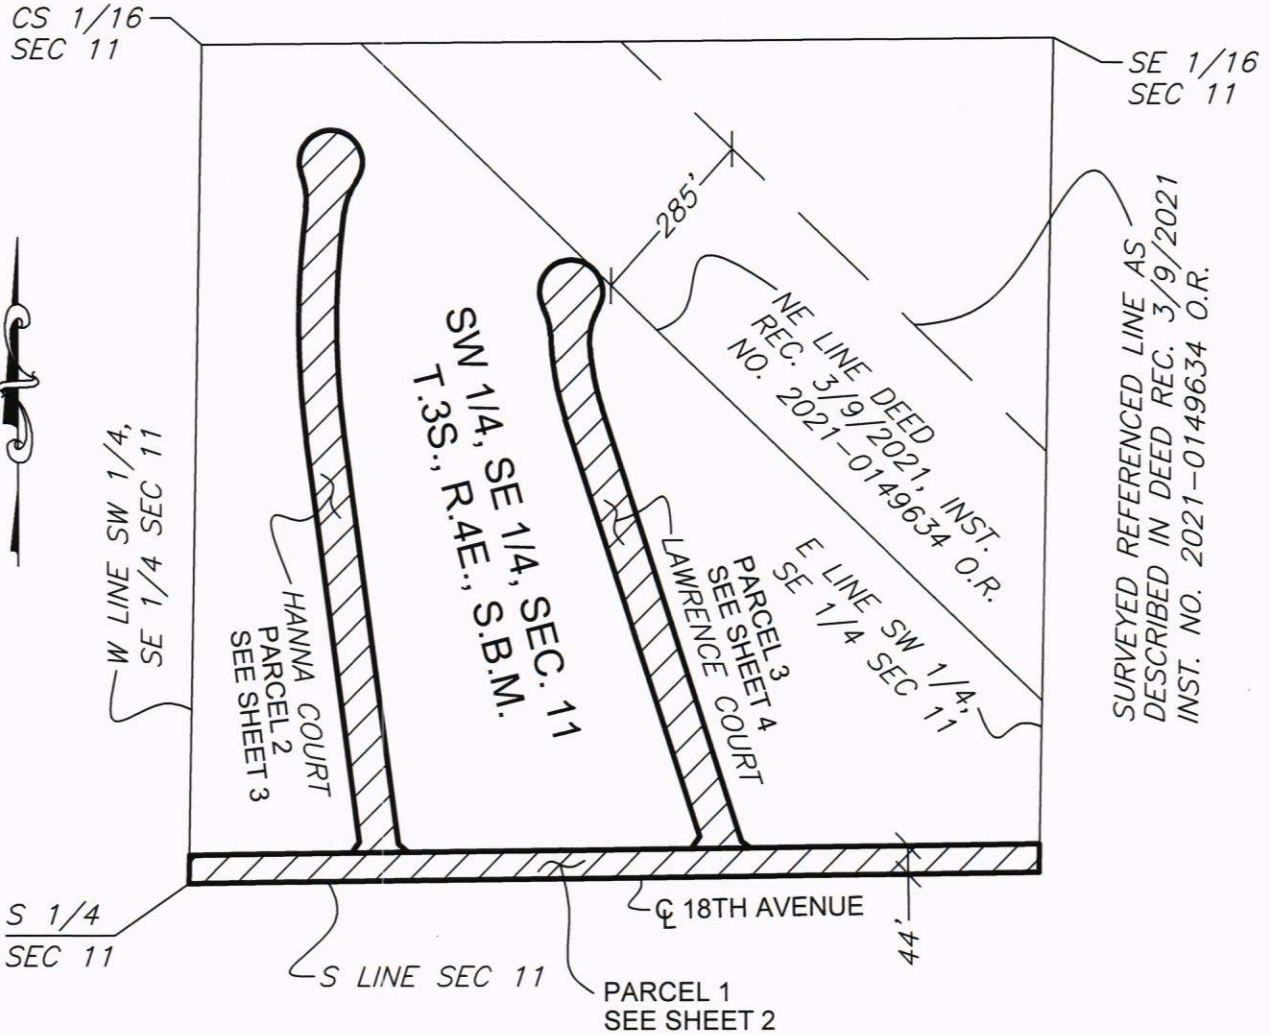 CS 1/16
SEC 11
SE 1/16
SEC 11
285'
SURVEYED REFERENCED LINE AS
DESCRIBED IN DEED REC. 3/9/2021
INST. NO. 2021-0149634 O.R.
NE LINE DEED
REC. 3/9/2021, INST.
NO. 2021-0149634 O.R.
SW 1/4, SE 1/4, SEC. 11
T.3S., R.4E., S.B.M.
W LINE SW 1/4,
SE 1/4 SEC 11
E LINE SW 1/4,
SE 1/4 SEC 11
HANNA COURT
PARCEL 2
SEE SHEET 3
PARCEL 3
SEE SHEET 4
LAWRENCE COURT
S 1/4
SEC 11
℄ 18TH AVENUE
44'
S LINE SEC 11
PARCEL 1
SEE SHEET 2